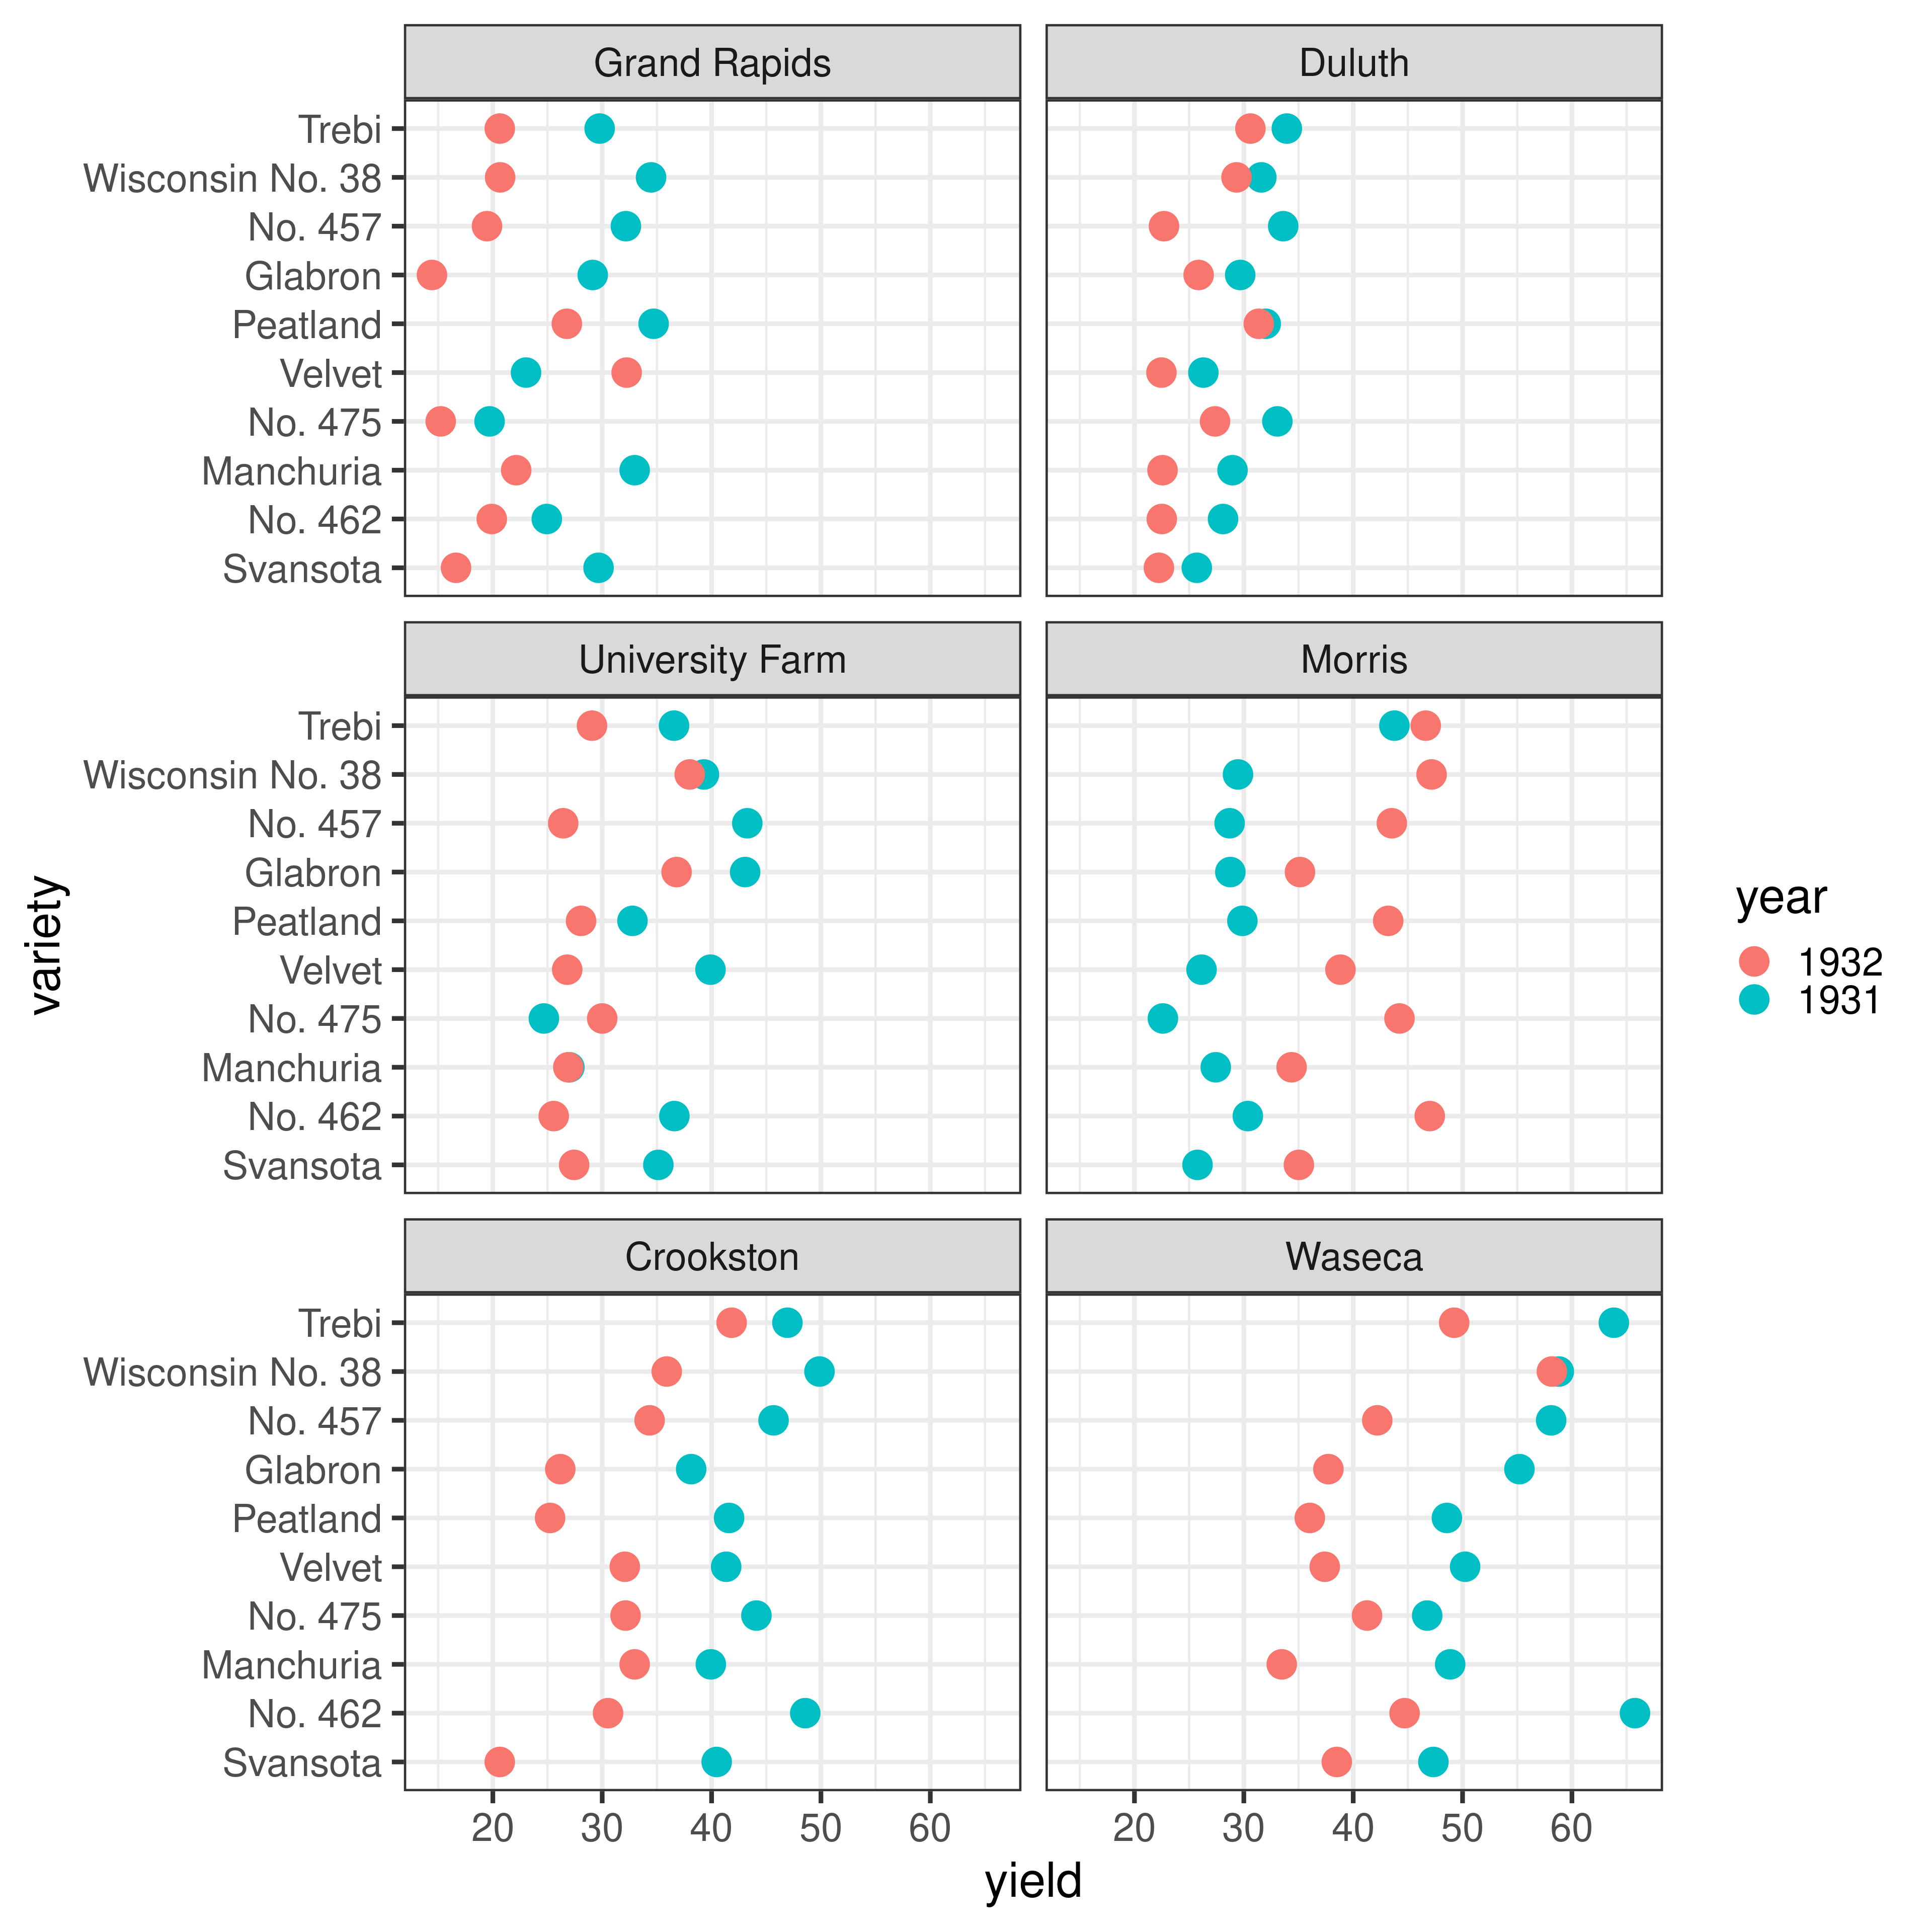 Grand Rapids
Duluth
Trebi
Wisconsin No. 38
No. 457
Glabron
Peatland
Velvet
No. 475
Manchuria
No. 462
Svansota
University Farm
Morris
Trebi
Wisconsin No. 38
No. 457
Glabron
Peatland
Velvet
No. 475
Manchuria
No. 462
Svansota
variety
year
1932
1931
Crookston
Waseca
Trebi
Wisconsin No. 38
No. 457
Glabron
Peatland
Velvet
No. 475
Manchuria
No. 462
Svansota
20 30 40 50 60
20 30 40 50 60
yield